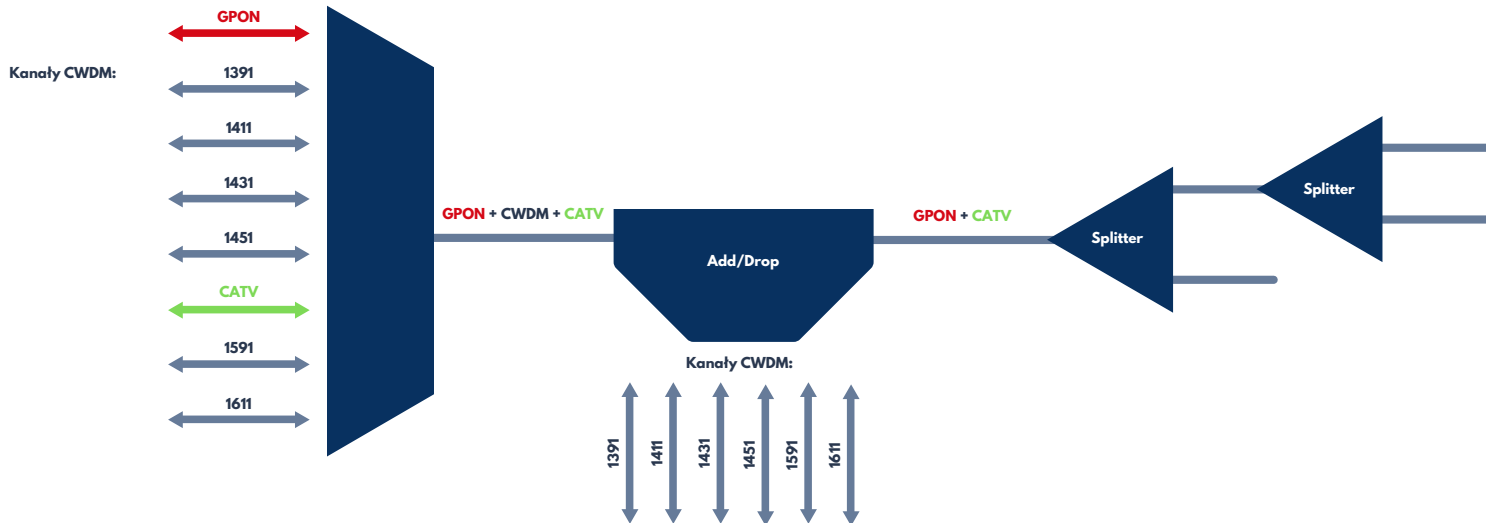 GPON
Kanały CWDM:
1391
1411
1431
1451
CATV
1591
1611
GPON + CWDM + CATV
Add/Drop
GPON + CATV
Splitter
Splitter
Kanały CWDM:
1391
1411
1431
1451
1591
1611